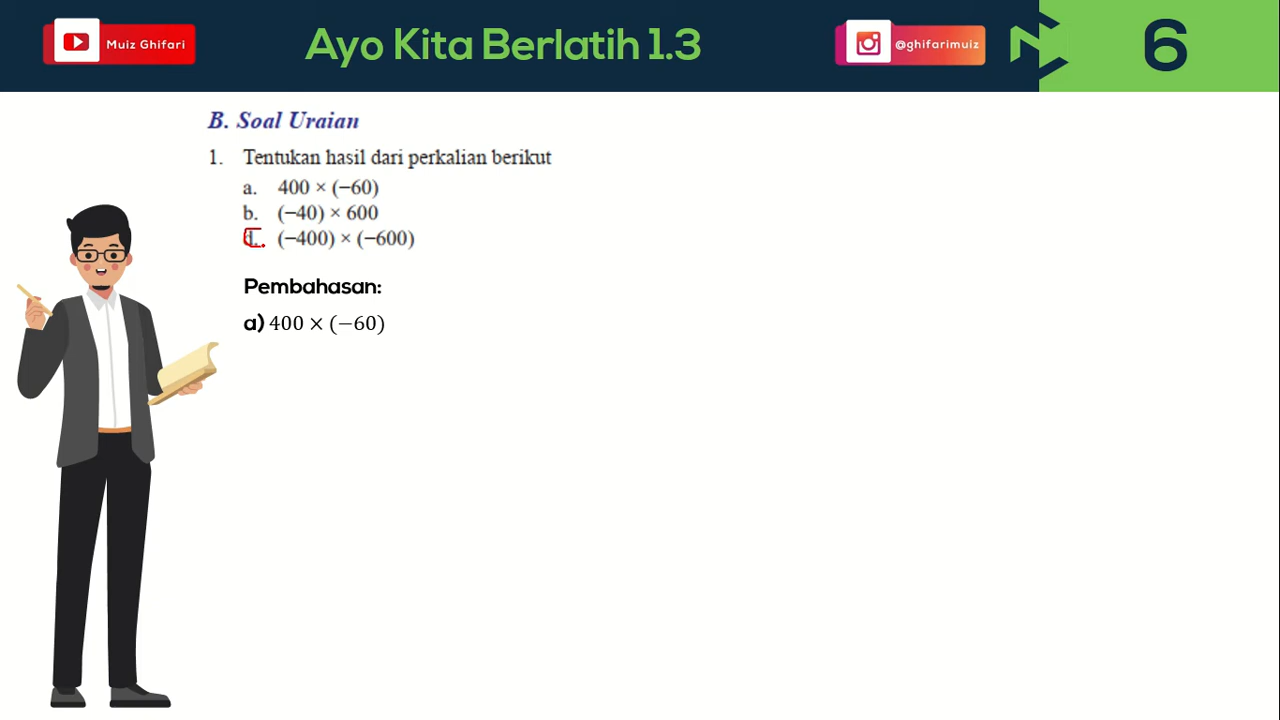 Muiz Ghifari
Ayo Kita Berlatih 1.3
@ghifarimuiz
6
B. Soal Uraian
1. Tentukan hasil dari perkalian berikut
a. 400 × (−60)
b. (−40) × 600
c. (−400) × (−600)
Pembahasan:
a) 400 × (−60)